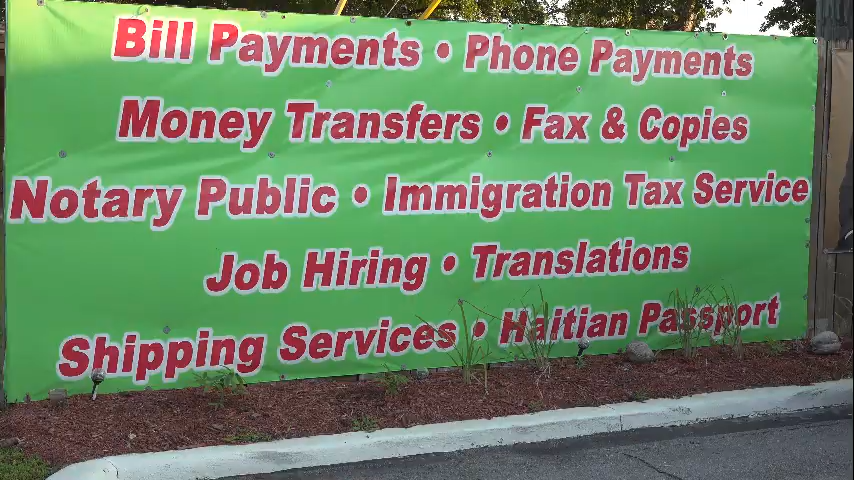 Bill Payments • Phone Payments
Money Transfers • Fax & Copies
Notary Public • Immigration Tax Service
Job Hiring • Translations
Shipping Services • Haitian Passport